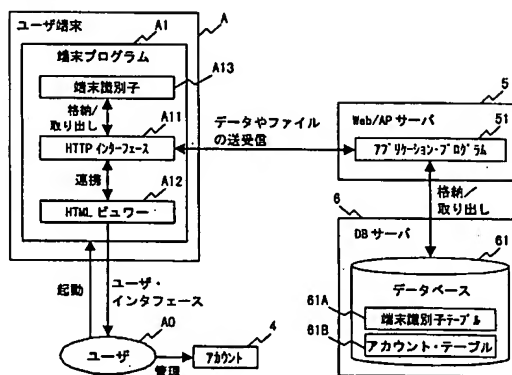 ユーザ端末
A
A1
端末プログラム
A13
端末識別子
格納/
取り出し
A11
HTTP インターフェース
連携
A12
HTML ビュワー
データやファイル
の送受信
5
Web/AP サーバ
51
アプリケーション・プログラム
格納/
取り出し
6
DB サーバ
61
データベース
61A
端末識別子テーブル
61B
アカウント・テーブル
起動
ユーザ・
インタフェース
A0
ユーザ
管理
4
アカウント